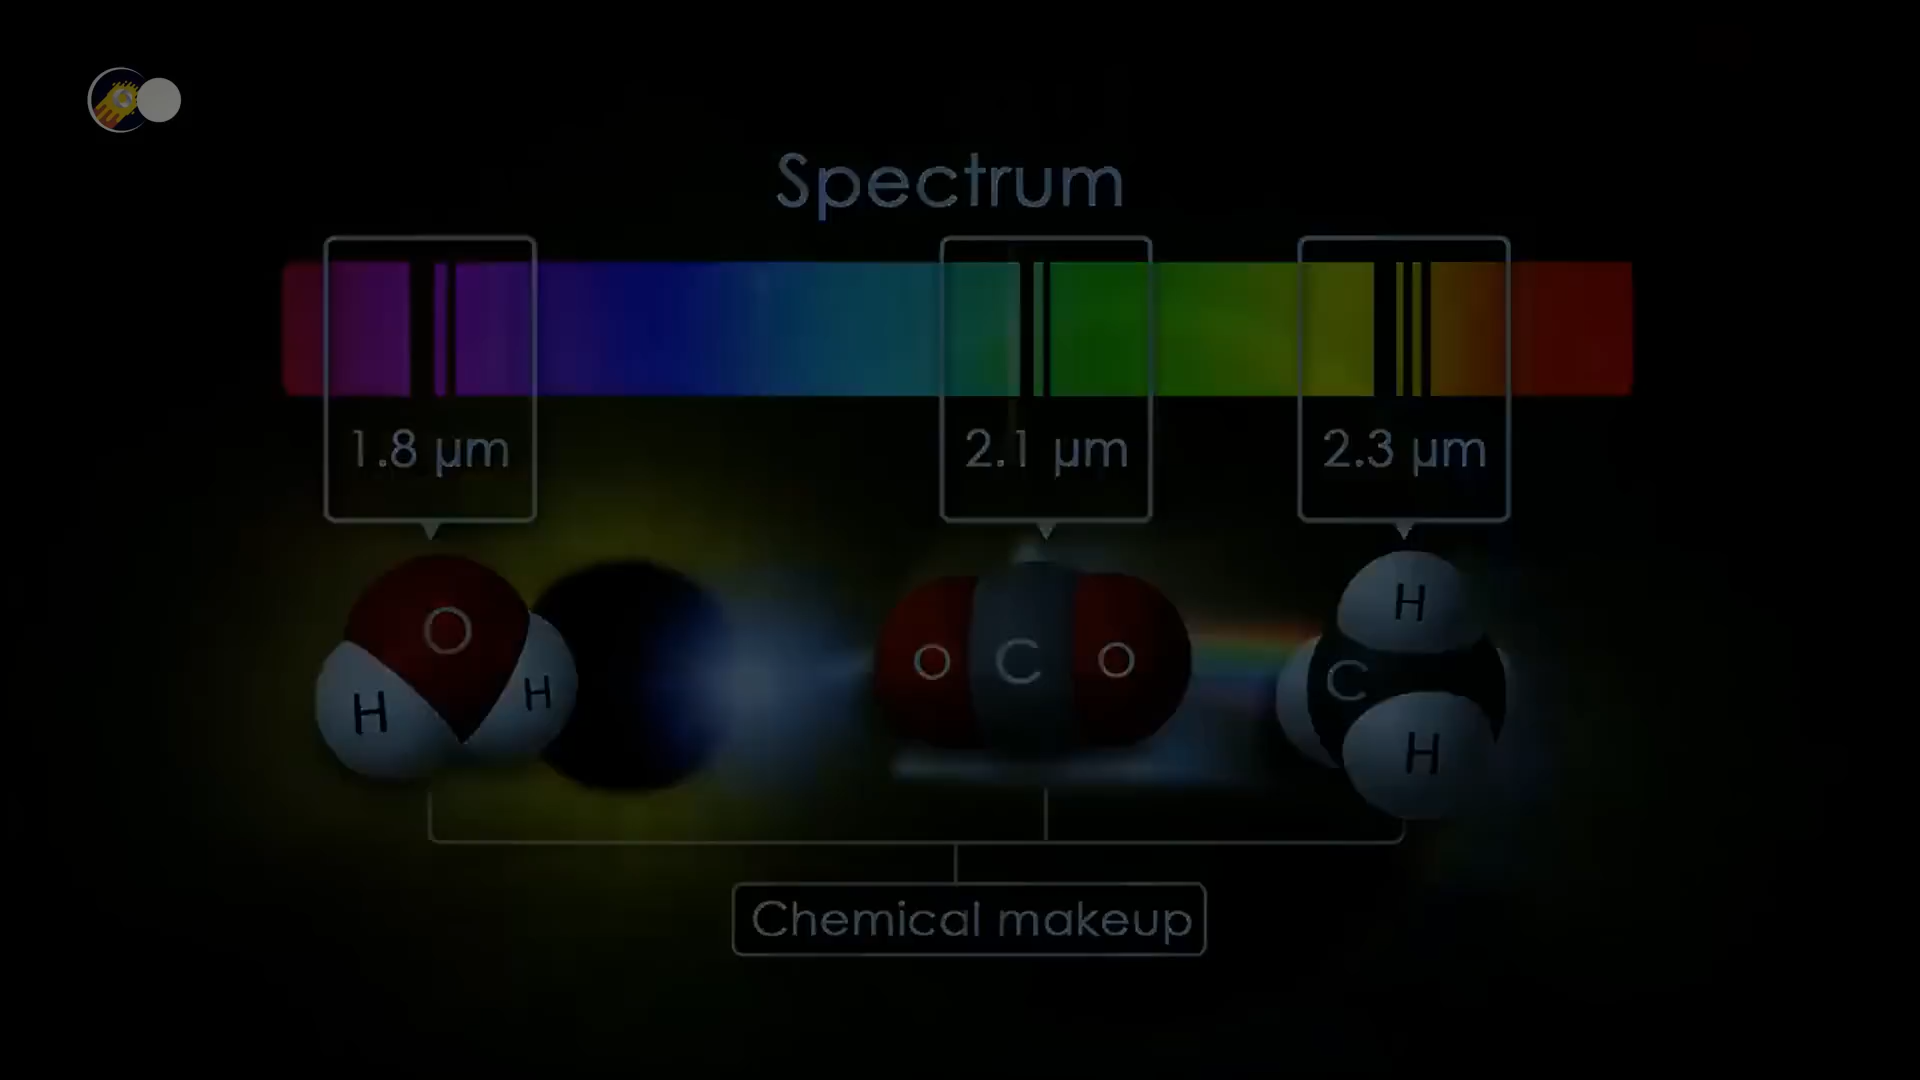 Spectrum
1.8 µm
2.1 µm
2.3 µm
O
H
H
O C O
H
C
H
Chemical makeup